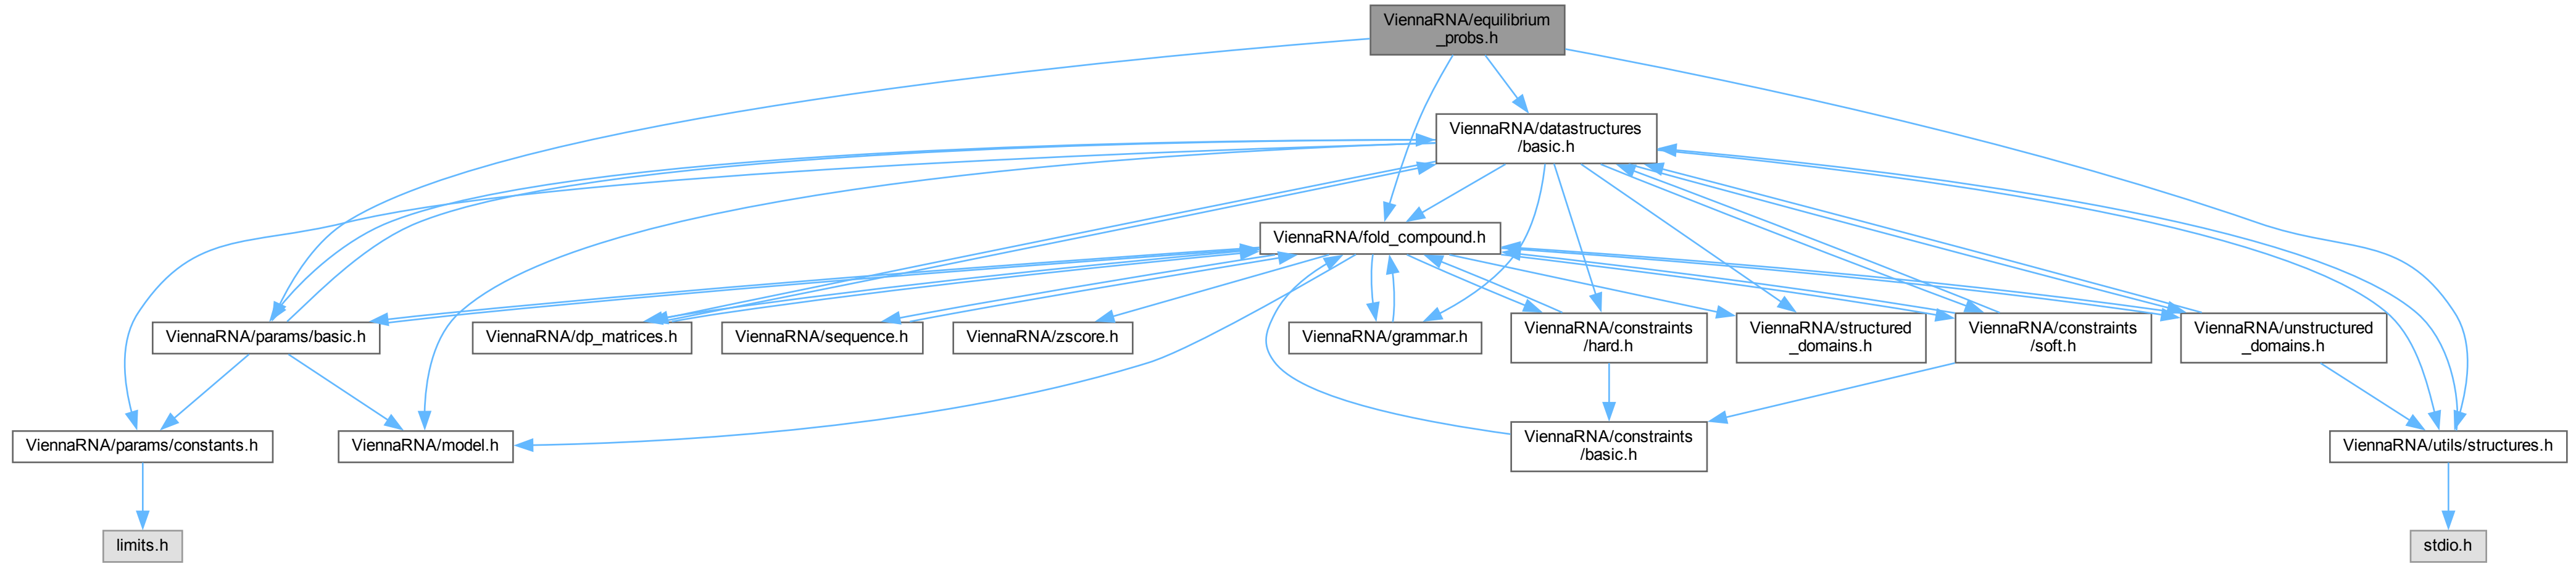 ViennaRNA/equilibrium
_probs.h
ViennaRNA/datastructures
/basic.h
ViennaRNA/fold_compound.h
ViennaRNA/params/basic.h
ViennaRNA/dp_matrices.h
ViennaRNA/sequence.h
ViennaRNA/zscore.h
ViennaRNA/grammar.h
ViennaRNA/constraints
/hard.h
ViennaRNA/structured
_domains.h
ViennaRNA/constraints
/soft.h
ViennaRNA/unstructured
_domains.h
ViennaRNA/params/constants.h
ViennaRNA/model.h
ViennaRNA/constraints
/basic.h
ViennaRNA/utils/structures.h
limits.h
stdio.h